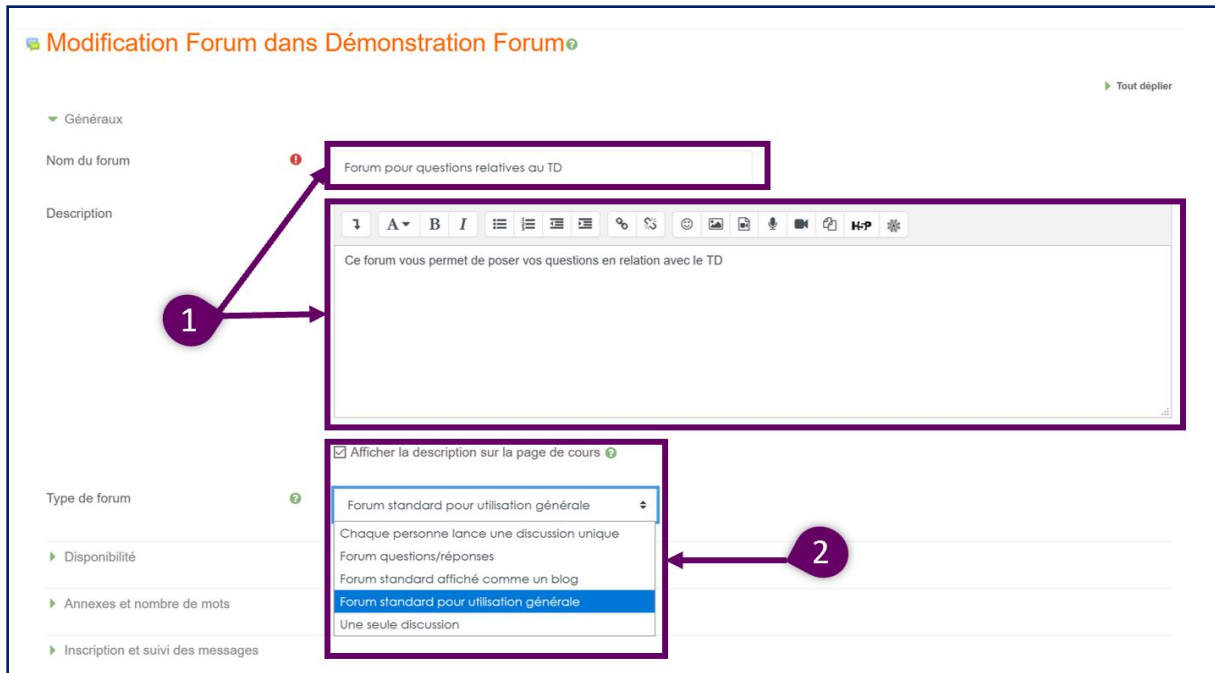 Modification Forum dans Démonstration Forum
Tout déplier
Généraux
Nom du forum
Forum pour questions relatives au TD
Description
A B I H-P
Ce forum vous permet de poser vos questions en relation avec le TD
1
Afficher la description sur la page de cours
Type de forum
Forum standard pour utilisation générale
Chaque personne lance une discussion unique
Disponibilité
Forum questions/réponses
2
Forum standard affiché comme un blog
Annexes et nombre de mots
Forum standard pour utilisation générale
Une seule discussion
Inscription et suivi des messages